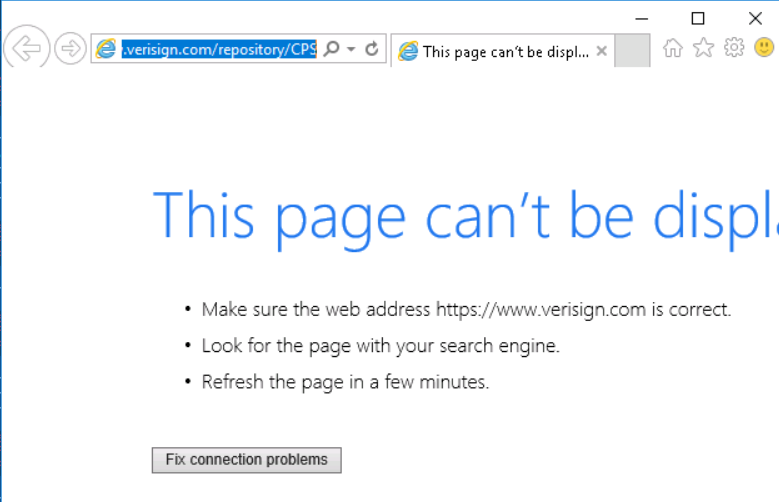 .verisign.com/repository/CPS
This page can't be displ...
This page can't be displ
Make sure the web address https://www.verisign.com is correct.
Look for the page with your search engine.
Refresh the page in a few minutes.
Fix connection problems